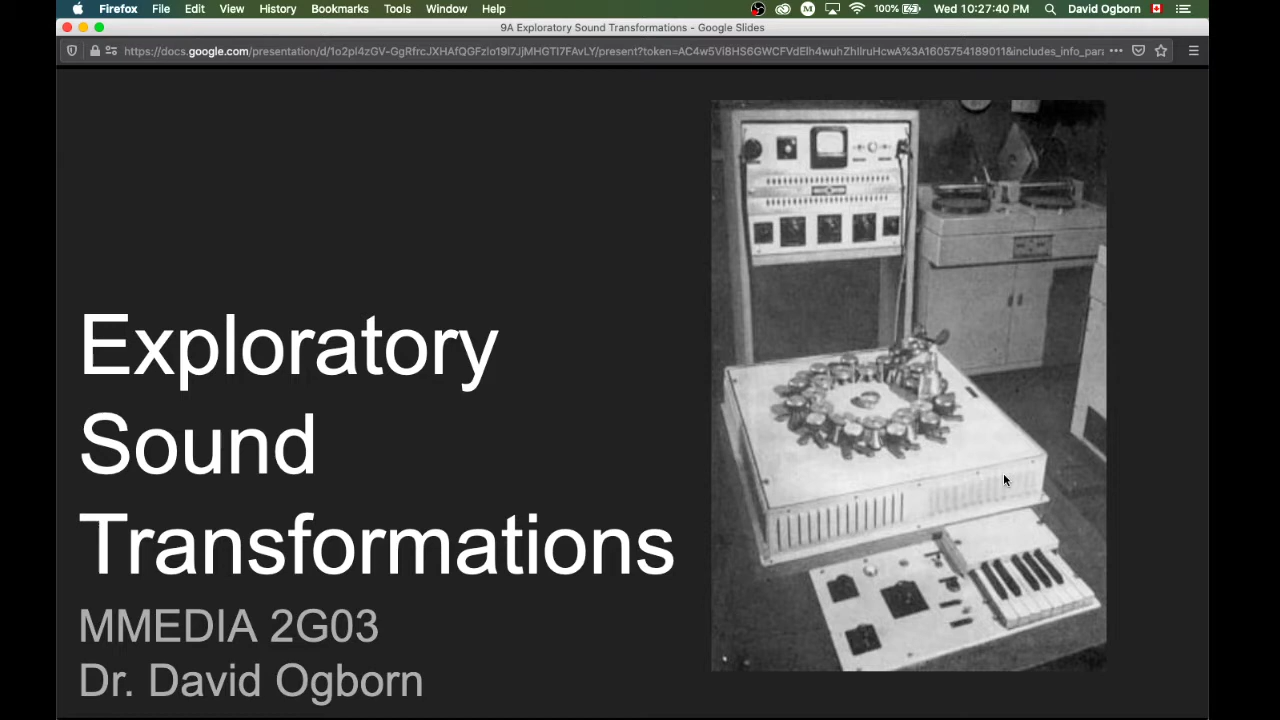 Firefox File Edit View History Bookmarks Tools Window Help 100% Wed 10:27:40 PM David Ogborn
9A Exploratory Sound Transformations - Google Slides
Exploratory
Sound
Transformations
MMEDIA 2G03
Dr. David Ogborn